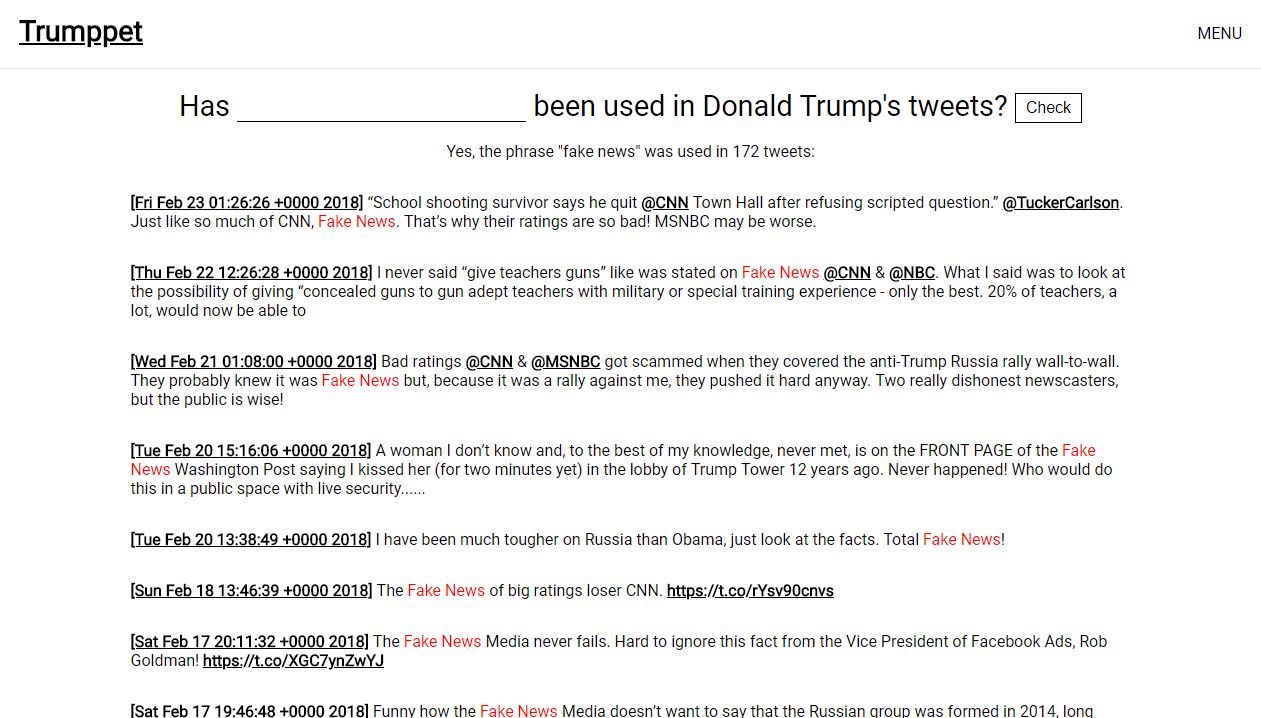 Trumppet
MENU
Has been used in Donald Trump's tweets? Check
Yes, the phrase "fake news" was used in 172 tweets:
[Fri Feb 23 01:26:26 +0000 2018] “School shooting survivor says he quit @CNN Town Hall after refusing scripted question.” @TuckerCarlson.
Just like so much of CNN, Fake News. That’s why their ratings are so bad! MSNBC may be worse.
[Thu Feb 22 12:26:28 +0000 2018] I never said “give teachers guns” like was stated on Fake News @CNN & @NBC. What I said was to look at
the possibility of giving “concealed guns to gun adept teachers with military or special training experience - only the best. 20% of teachers, a
lot, would now be able to
[Wed Feb 21 01:08:00 +0000 2018] Bad ratings @CNN & @MSNBC got scammed when they covered the anti-Trump Russia rally wall-to-wall.
They probably knew it was Fake News but, because it was a rally against me, they pushed it hard anyway. Two really dishonest newscasters,
but the public is wise!
[Tue Feb 20 15:16:06 +0000 2018] A woman I don’t know and, to the best of my knowledge, never met, is on the FRONT PAGE of the Fake
News Washington Post saying I kissed her (for two minutes yet) in the lobby of Trump Tower 12 years ago. Never happened! Who would do
this in a public space with live security......
[Tue Feb 20 13:38:49 +0000 2018] I have been much tougher on Russia than Obama, just look at the facts. Total Fake News!
[Sun Feb 18 13:46:39 +0000 2018] The Fake News of big ratings loser CNN. https://t.co/rYsv90cnvs
[Sat Feb 17 20:11:32 +0000 2018] The Fake News Media never fails. Hard to ignore this fact from the Vice President of Facebook Ads, Rob
Goldman! https://t.co/XGC7ynZwYJ
[Sat Feb 17 19:46:48 +0000 2018] Funny how the Fake News Media doesn’t want to say that the Russian group was formed in 2014, long